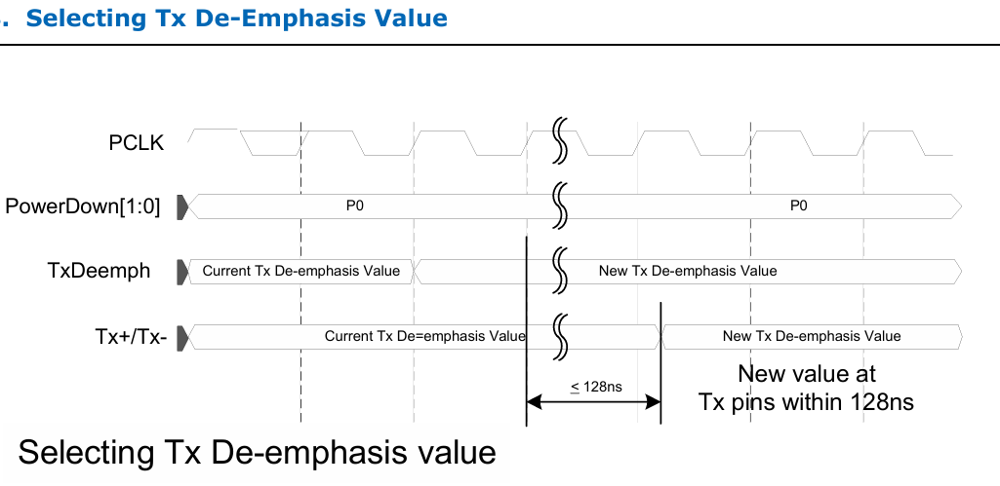 . Selecting Tx De-Emphasis Value
PCLK
PowerDown[1:0] P0 P0
TxDeemph Current Tx De-emphasis Value New Tx De-emphasis Value
Tx+/Tx- Current Tx De=emphasis Value New Tx De-emphasis Value
≤ 128ns
New value at
Tx pins within 128ns
Selecting Tx De-emphasis value